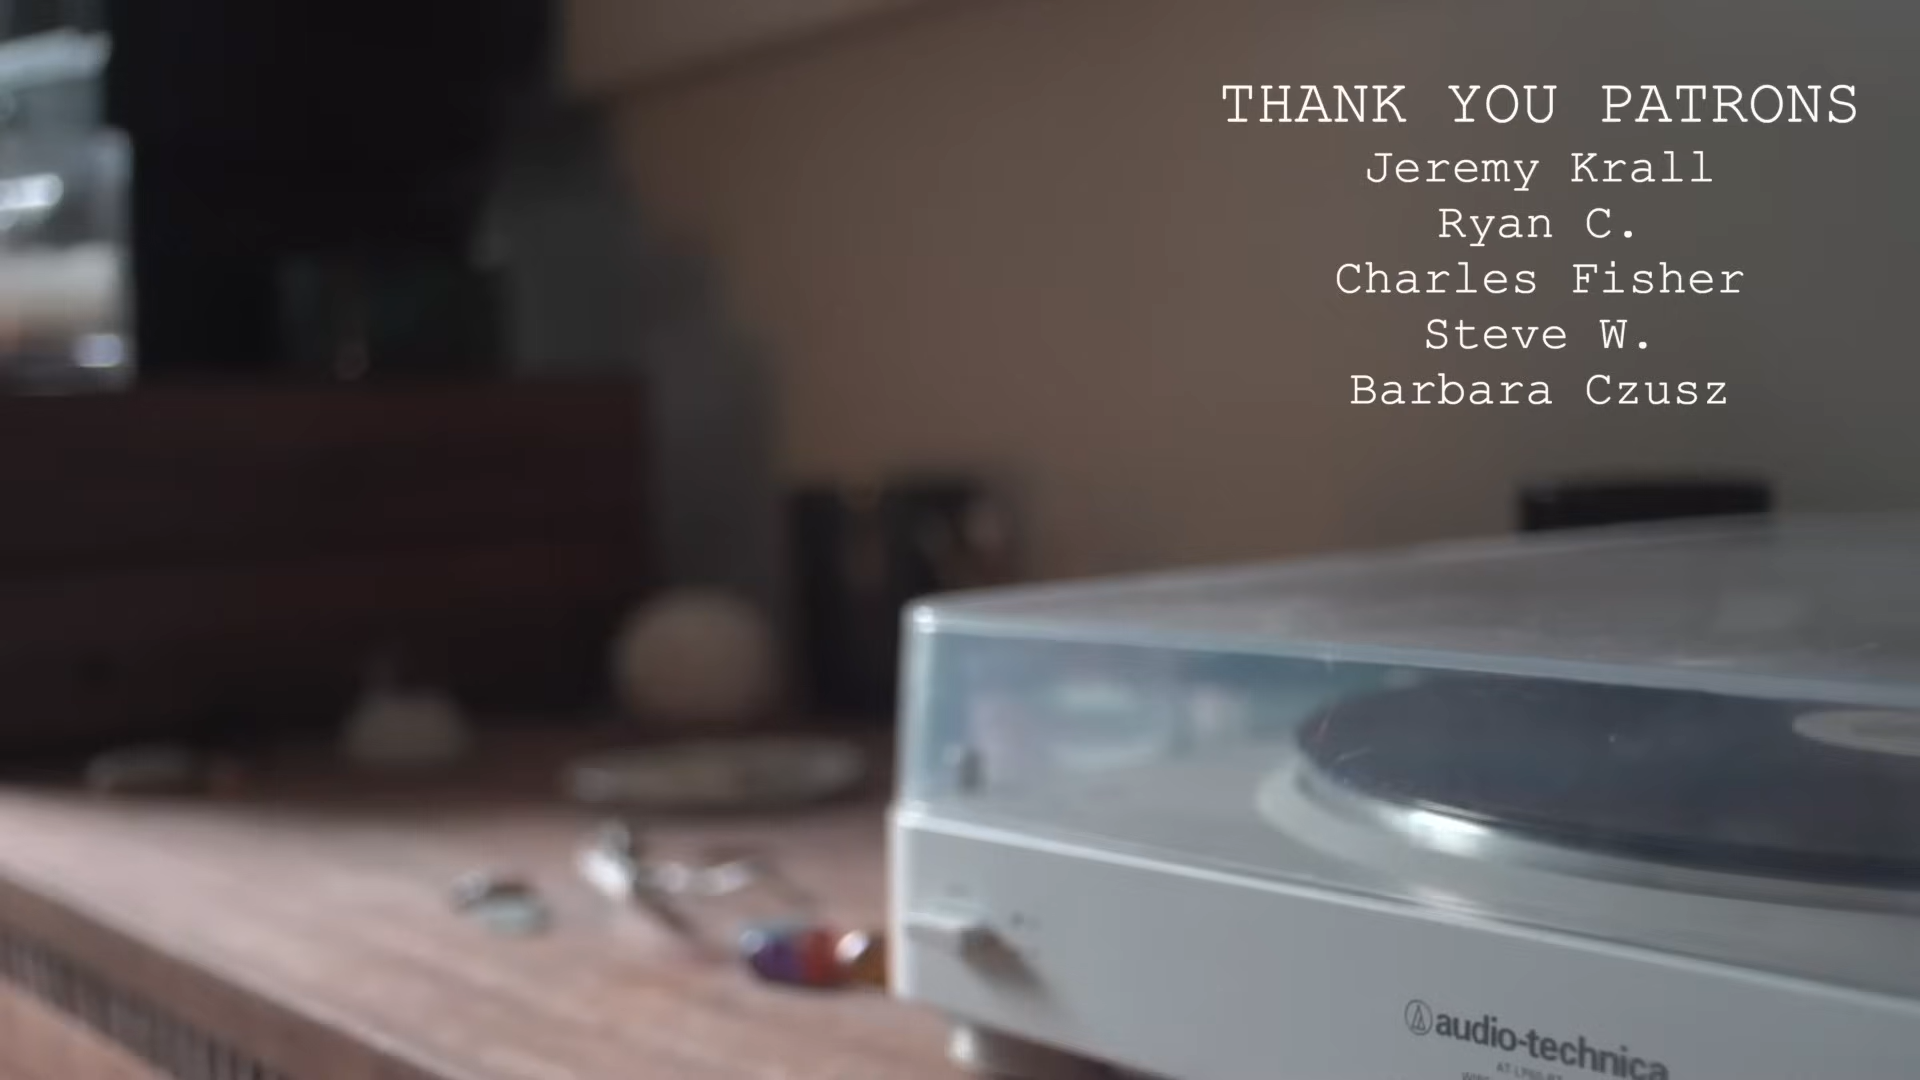 THANK YOU PATRONS
Jeremy Krall
Ryan C.
Charles Fisher
Steve W.
Barbara Czusz
audio-technica